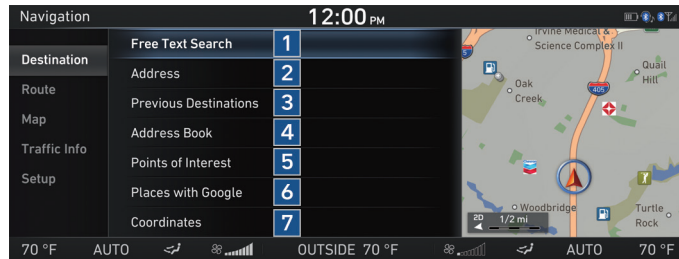 Navigation
12:00 PM
Destination
Route
Map
Traffic Info
Setup
Free Text Search 1
Address 2
Previous Destinations 3
Address Book 4
Points of Interest 5
Places with Google 6
Coordinates 7
Irvine Medical &
Science Complex II
5
Quail
Hill
Oak
Creek
405
Woodbridge
Turtle
Rock
2D 1/2 mi
70 °F AUTO OUTSIDE 70 °F AUTO 70 °F